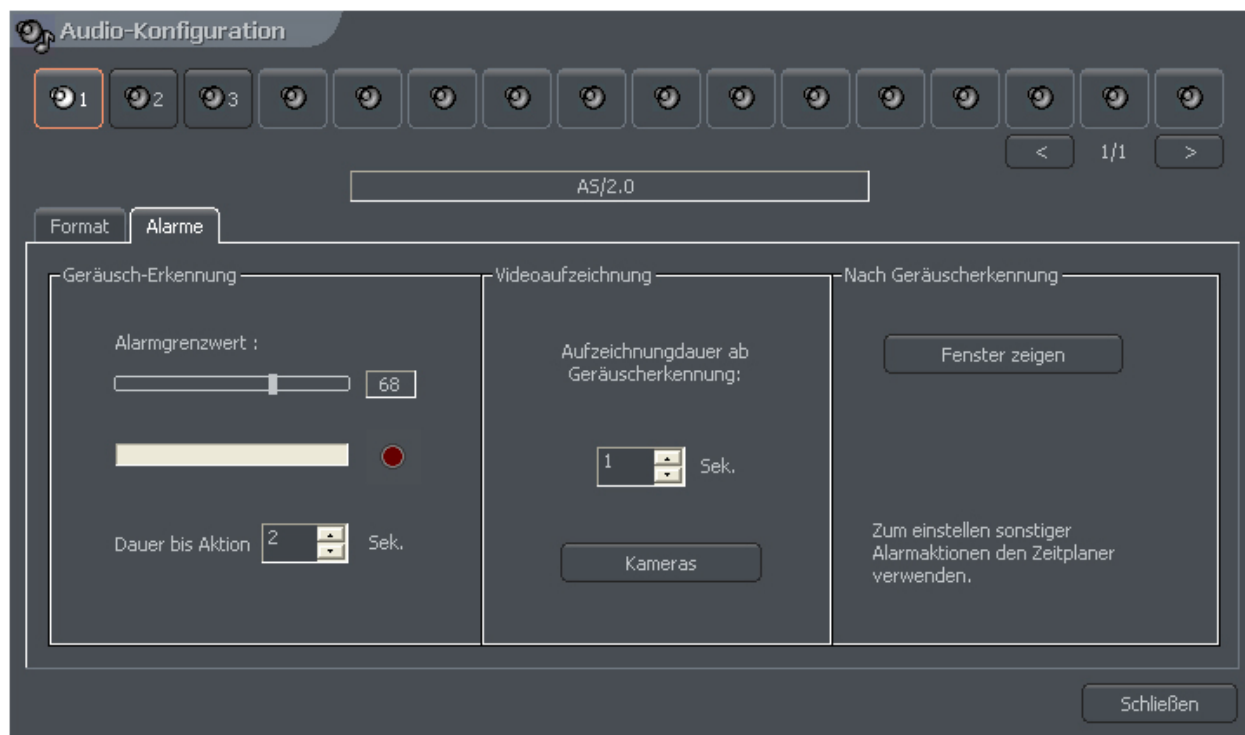 Audio-Konfiguration
1 2 3
< 1/1 >
AS/2.0
Format Alarme
Geräusch-Erkennung
Alarmgrenzwert :
68
Dauer bis Aktion 2 Sek.
Videoaufzeichnung
Aufzeichnungdauer ab
Geräuscherkennung:
1 Sek.
Kameras
Nach Geräuscherkennung
Fenster zeigen
Zum einstellen sonstiger
Alarmaktionen den Zeitplaner
verwenden.
Schließen